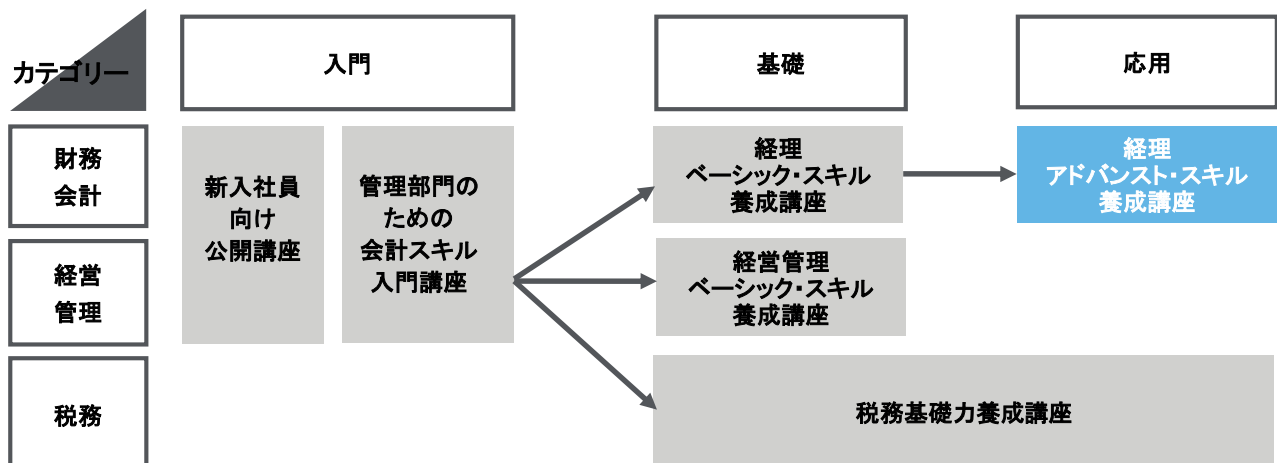 カテゴリー
入門
基礎
応用
財務
会計
新入社員
向け
公開講座
管理部門の
ための
会計スキル
入門講座
経理
ベーシック・スキル
養成講座
経理
アドバンスト・スキル
養成講座
経営
管理
経営管理
ベーシック・スキル
養成講座
税務
税務基礎力養成講座